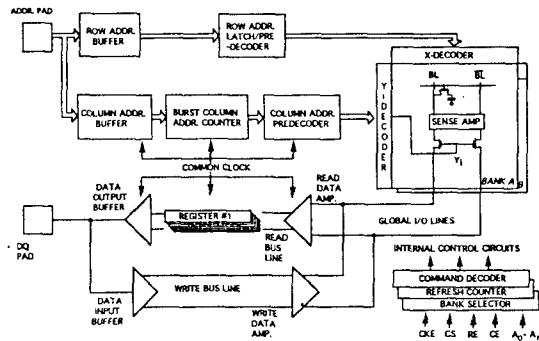 ADDR. PAD
ROW ADDR.
BUFFER
ROW ADDR.
LATCH/PRE
-DECODER
X-DECODER
BL
BL
Y-DECODER
SENSE AMP
Yi
BANK A
B
COLUMN ADDR.
BUFFER
BURST COLUMN
ADDR. COUNTER
COLUMN ADDR.
PREDECODER
COMMON CLOCK
DATA
OUTPUT
BUFFER
REGISTER #1
READ
BUS
LINE
READ
DATA
AMP.
GLOBAL I/O LINES
DQ
PAD
DATA
INPUT
BUFFER
WRITE BUS LINE
WRITE
DATA
AMP.
INTERNAL CONTROL CIRCUITS
COMMAND DECODER
REFRESH COUNTER
BANK SELECTOR
CKE CS RE CE